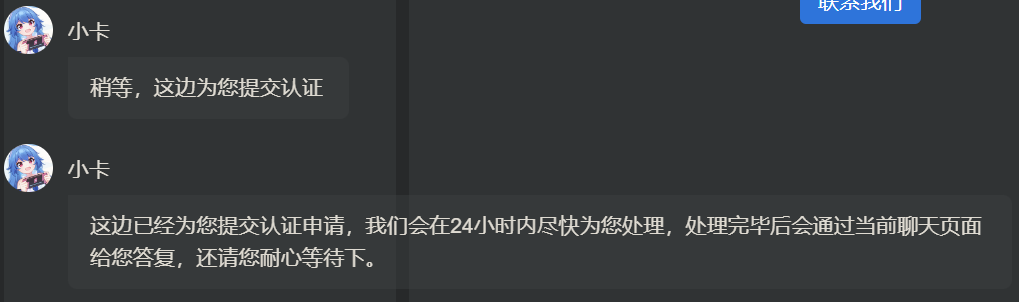 联系我们
小卡
稍等，这边为您提交认证
小卡
这边已经为您提交认证申请，我们会在24小时内尽快为您处理，处理完毕后会通过当前聊天页面
给您答复，还请您耐心等待下。